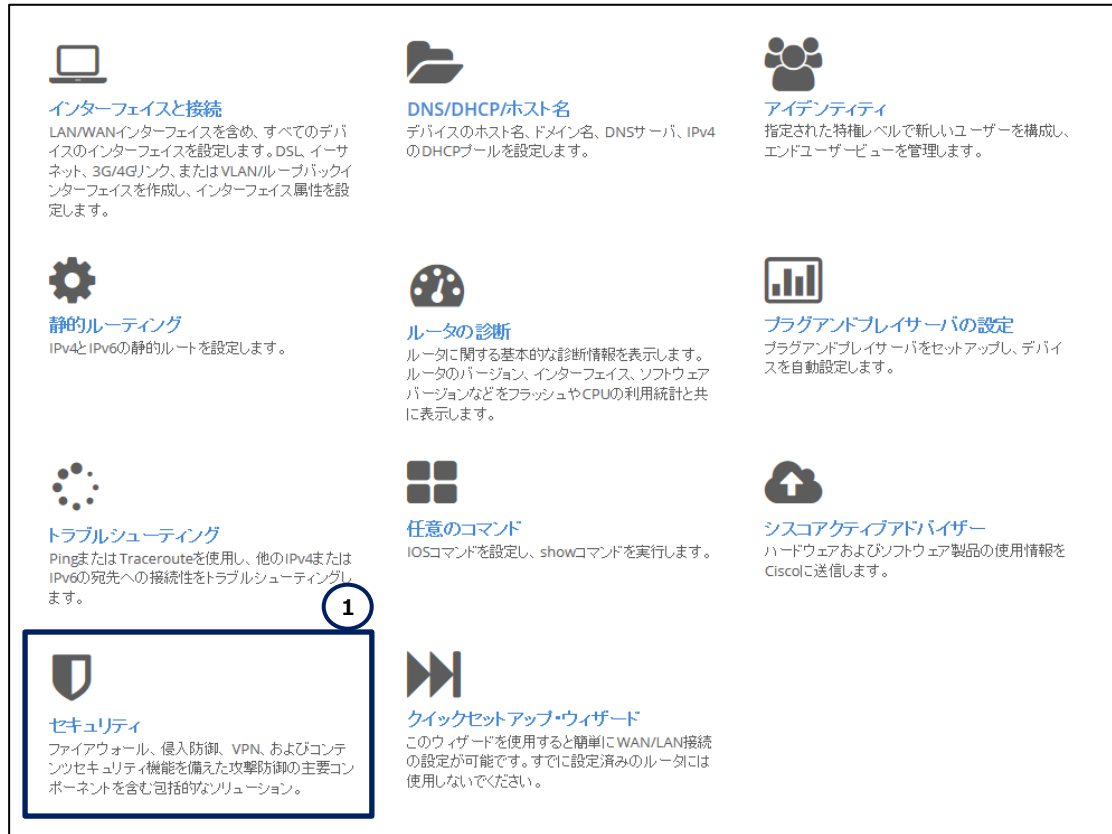 インターフェイスと接続
LAN/WANインターフェイスを含め、すべてのデバ
イスのインターフェイスを設定します。DSL、イーサ
ネット、3G/4Gリンク、またはVLAN/ループバックイ
ンターフェイスを作成し、インターフェイス属性を設
定します。
DNS/DHCP/ホスト名
デバイスのホスト名、ドメイン名、DNSサーバ、IPv4
のDHCPプールを設定します。
アイデンティティ
指定された特権レベルで新しいユーザーを構成し、
エンドユーザービューを管理します。
静的ルーティング
IPv4とIPv6の静的ルートを設定します。
ルータの診断
ルータに関する基本的な診断情報を表示します。
ルータのバージョン、インターフェイス、ソフトウェア
バージョンなどをフラッシュやCPUの利用統計と共
に表示します。
プラグアンドプレイサーバの設定
プラグアンドプレイサーバをセットアップし、デバイ
スを自動設定します。
トラブルシューティング
PingまたはTracerouteを使用し、他のIPv4または
IPv6の宛先への接続性をトラブルシューティングし
ます。
任意のコマンド
IOSコマンドを設定し、showコマンドを実行します。
シスコアクティブアドバイザー
ハードウェアおよびソフトウェア製品の使用情報を
Ciscoに送信します。
1
セキュリティ
ファイアウォール、侵入防御、VPN、およびコンテ
ンツセキュリティ機能を備えた攻撃防御の主要コン
ポーネントを含む包括的なソリューション。
クイックセットアップ・ウィザード
このウィザードを使用すると簡単にWAN/LAN接続
の設定が可能です。すでに設定済みのルータには
使用しないでください。